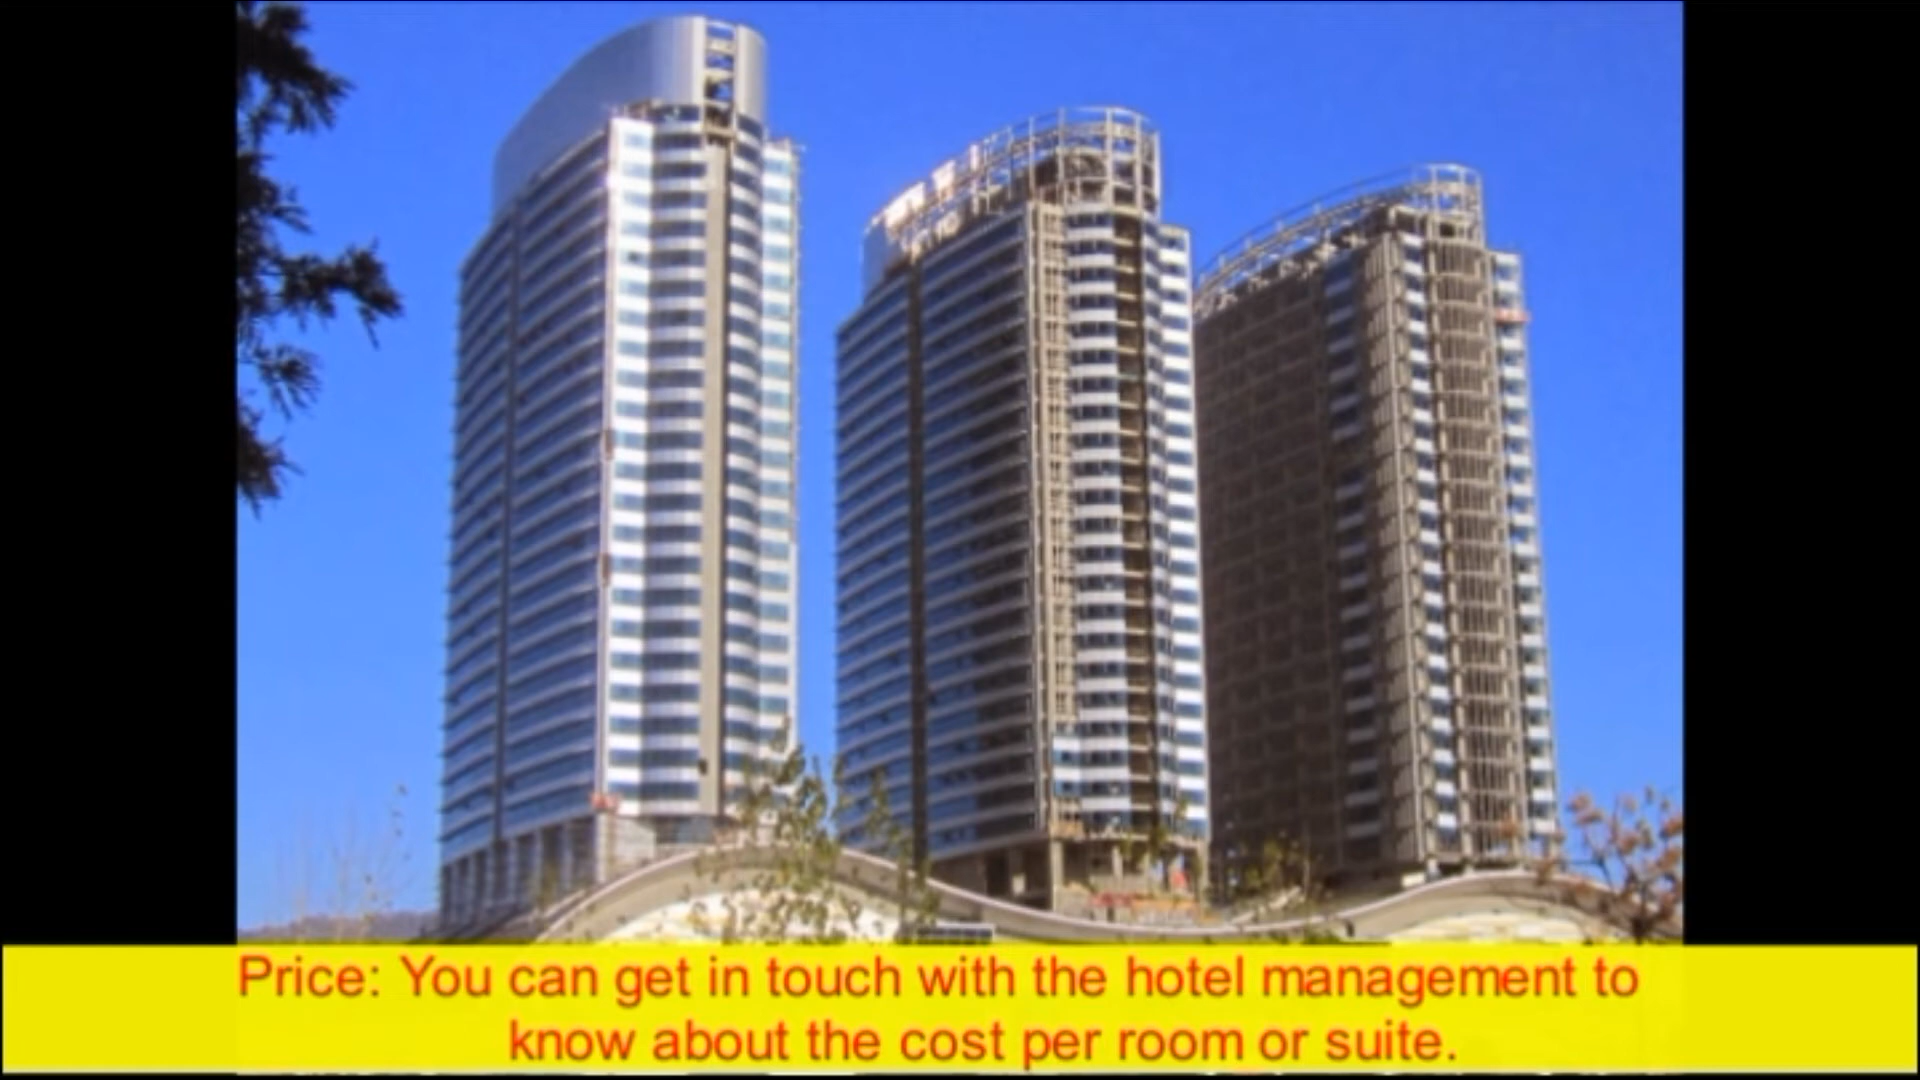 Price: You can get in touch with the hotel management to
know about the cost per room or suite.